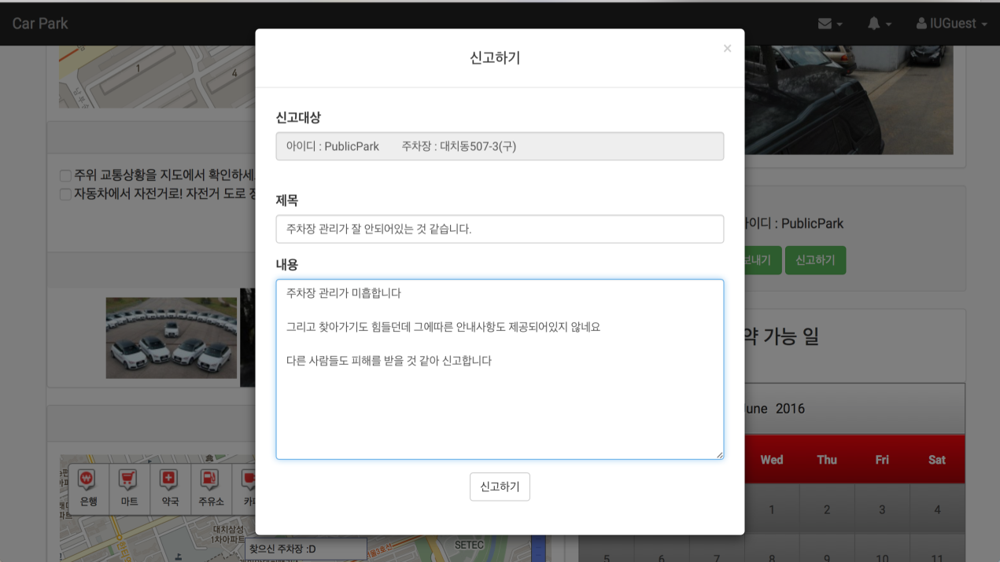 Car Park
IUGuest
신고하기
×
신고대상
아이디 : PublicPark 주차장 : 대치동507-3(구)
제목
주차장 관리가 잘 안되어있는 것 같습니다.
내용
주차장 관리가 미흡합니다
그리고 찾아가기도 힘들던데 그에따른 안내사항도 제공되어있지 않네요
다른 사람들도 피해를 받을 것 같아 신고합니다
신고하기
1
4
주위 교통상황을 지도에서 확인하세
자동차에서 자전거로! 자전거 도로
은행
마트
약국
주유소
대치삼성
1차아파트
찾으신 주차장 :D
SETEC
이디 : PublicPark
보내기
신고하기
약 가능 일
June 2016
Wed Thu Fri Sat
1 2 3 4
5 6 7 8 9 10 11